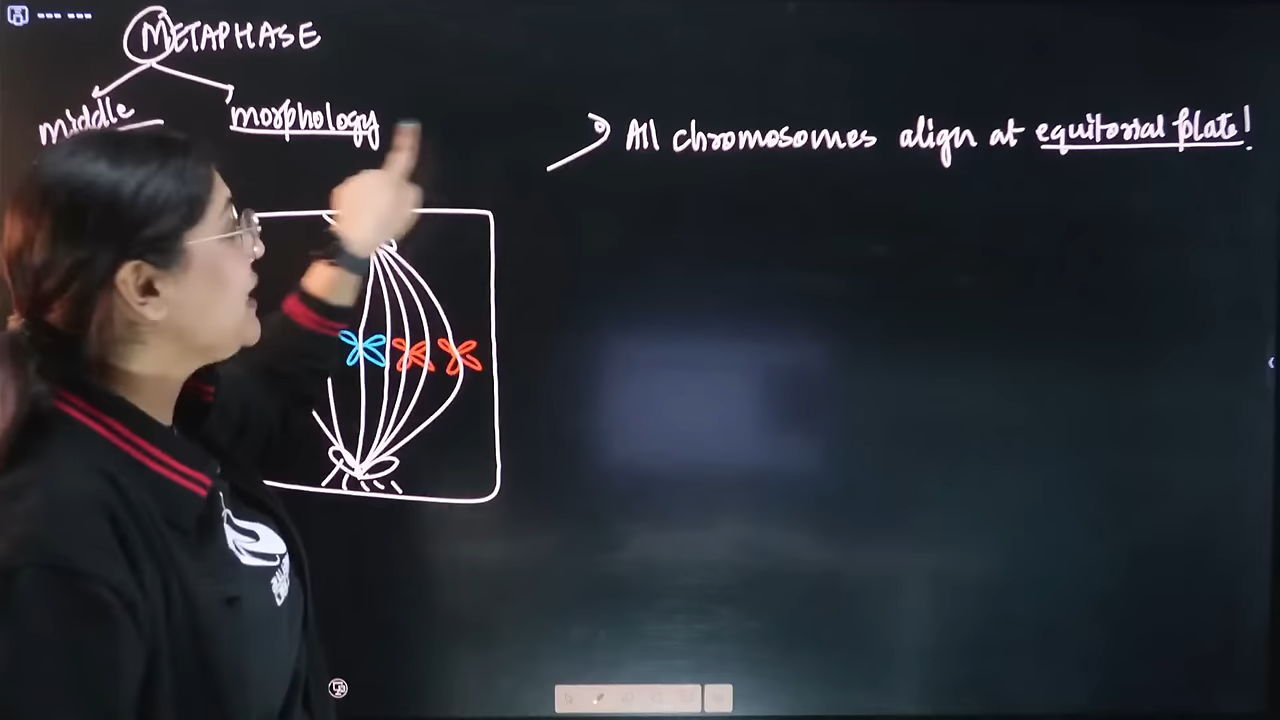 METAPHASE
middle morphology
All chromosomes align at equitorial plate!